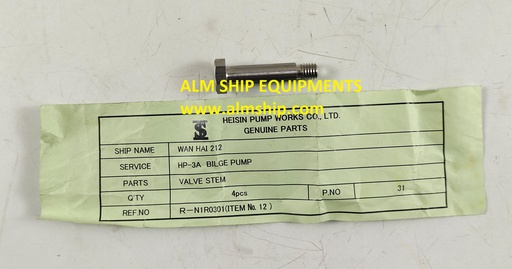 ALM SHIP EQUIPMENTS
www.almship.com
HEISIN PUMP WORKS CO., LTD.
GENUINE PARTS
SHIP NAME WAN HAI 212
SERVICE HP-3A BILGE PUMP
PARTS VALVE STEM
Q'TY 4pcs P.NO 31
REF.NO R-N1R0301(ITEM No. 12 )